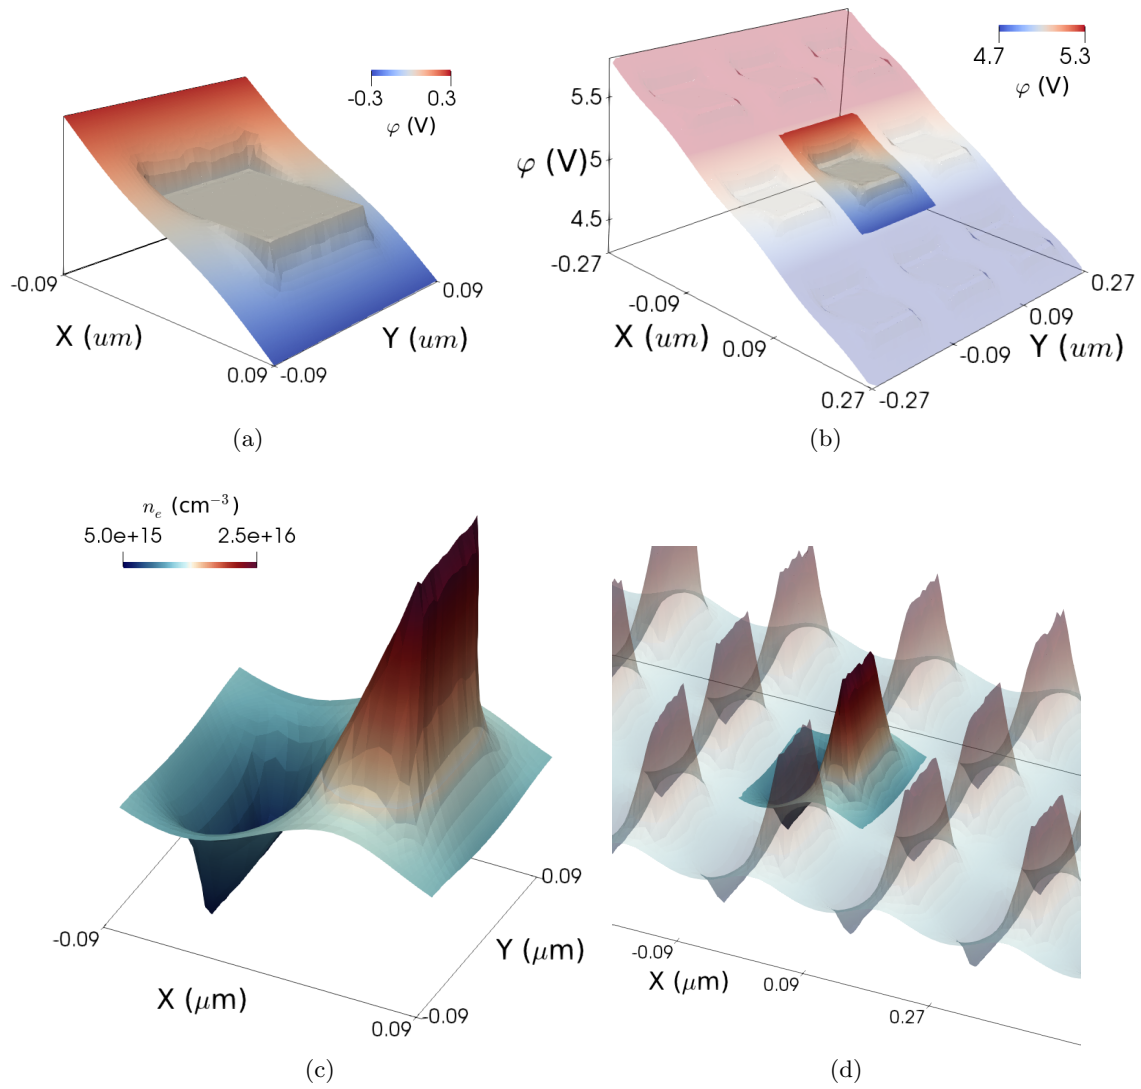 -0.3 0.3
φ (V)
-0.09
X (um)
0.09
-0.09
Y (um)
0.09
(a)
4.7 5.3
φ (V)
5.5
φ (V) 5
4.5
-0.27
-0.09
X (um)
0.09
0.27
-0.27
-0.09
Y (um)
0.09
0.27
(b)
nₑ (cm⁻³)
5.0e+15 2.5e+16
-0.09
X (μm)
0.09
-0.09
Y (μm)
0.09
(c)
-0.09
X (μm)
0.09
0.27
(d)